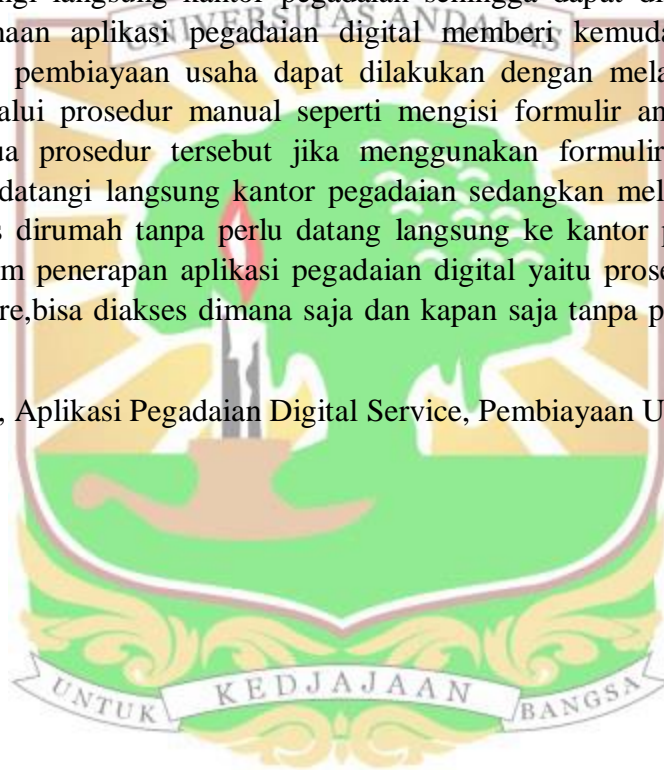 ngi langsung kantor pegadaian sehingga dapat di
UNIVERSITAS ANDALAS
naan aplikasi pegadaian digital memberi kemuda
pembiayaan usaha dapat dilakukan dengan mela
alui prosedur manual seperti mengisi formulir an
ua prosedur tersebut jika menggunakan formulir
datangi langsung kantor pegadaian sedangkan mel
s dirumah tanpa perlu datang langsung ke kantor p
m penerapan aplikasi pegadaian digital yaitu prose
re,bisa diakses dimana saja dan kapan saja tanpa p
, Aplikasi Pegadaian Digital Service, Pembiayaan U
UNTUK KEDJAJAAN BANGSA